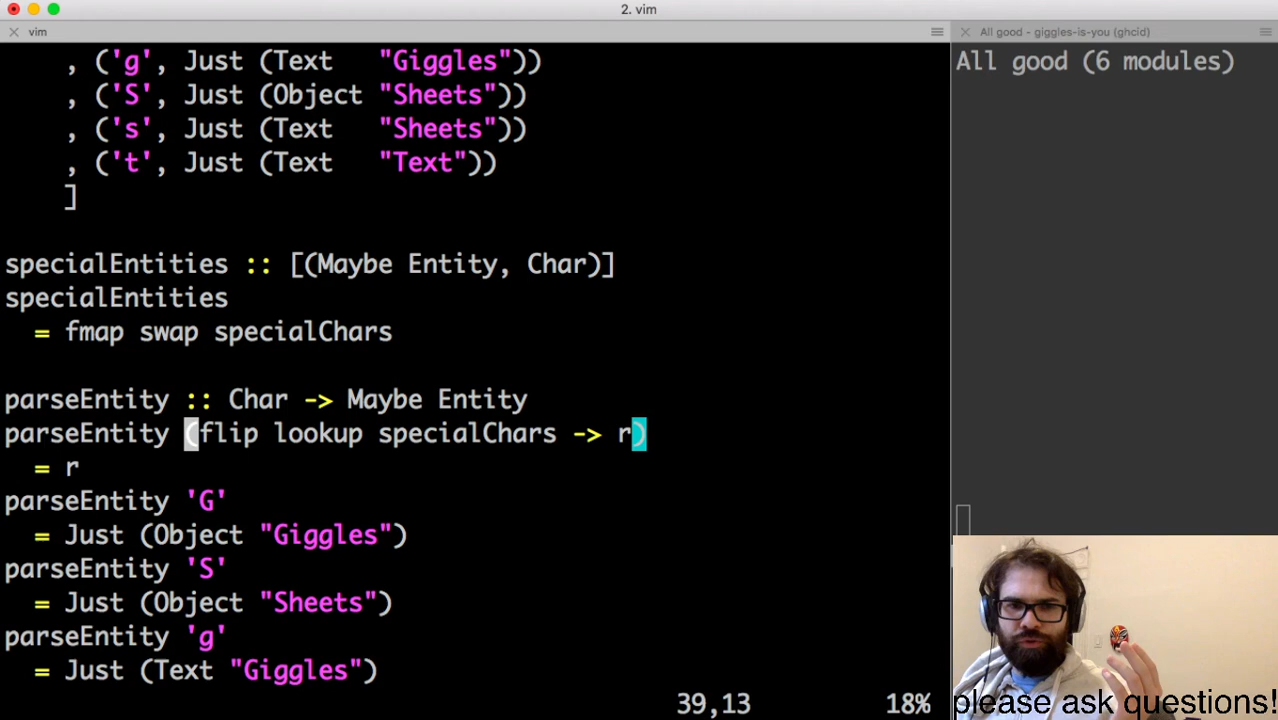 2. vim
vim
All good - giggles-is-you (ghcid)
, ('g', Just (Text   "Giggles"))
, ('S', Just (Object "Sheets"))
, ('s', Just (Text   "Sheets"))
, ('t', Just (Text   "Text"))
]
specialEntities :: [(Maybe Entity, Char)]
specialEntities
= fmap swap specialChars
parseEntity :: Char -> Maybe Entity
parseEntity (flip lookup specialChars -> r)
= r
parseEntity 'G'
= Just (Object "Giggles")
parseEntity 'S'
= Just (Object "Sheets")
parseEntity 'g'
= Just (Text "Giggles")
39,13 18%
All good (6 modules)
please ask questions!